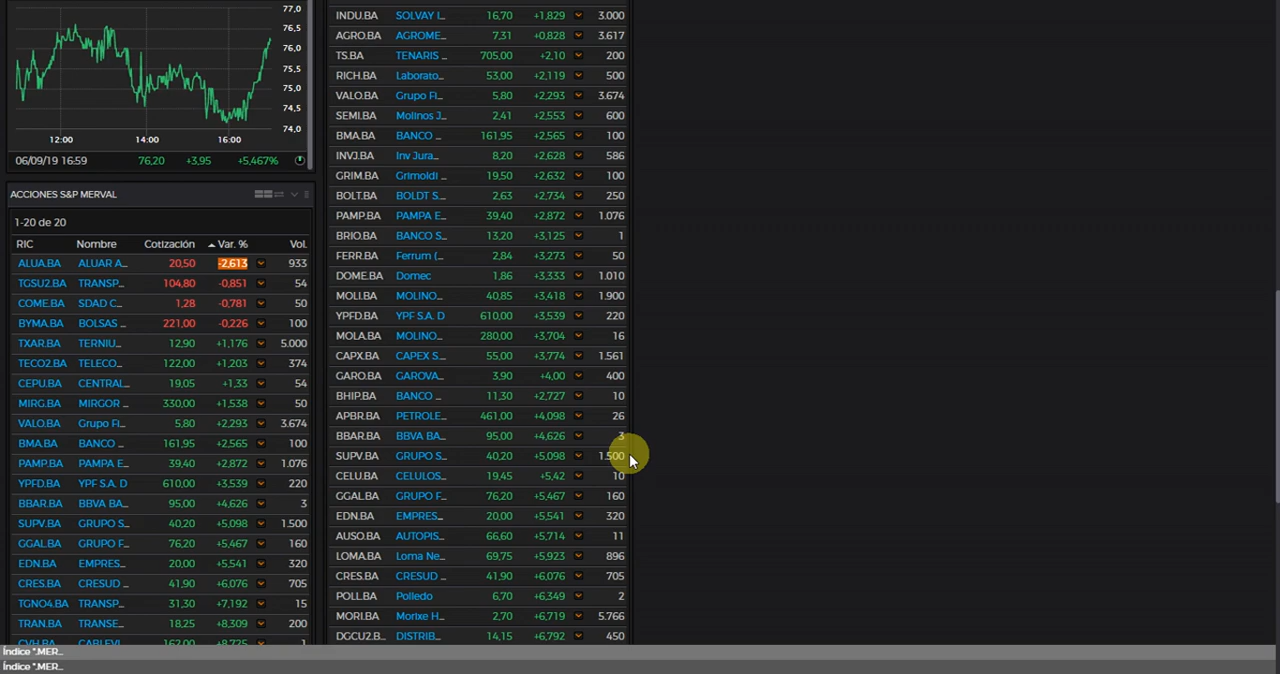 77,0
76,5
76,0
75,5
75,0
74,5
74,0
12:00 14:00 16:00
06/09/19 16:59 76,20 +3,95 +5,467%
ACCIONES S&P MERVAL
1-20 de 20
RIC Nombre Cotización Var. % Vol.
ALUA.BA ALUAR A... 20,50 -2,613 933
TGSU2.BA TRANSP... 104,80 -0,851 54
COME.BA SDAD C... 1,28 -0,781 50
BYMA.BA BOLSAS ... 221,00 -0,226 100
TXAR.BA TERNIU... 12,90 +1,176 5.000
TECO2.BA TELECO... 122,00 +1,203 374
CEPU.BA CENTRAL... 19,05 +1,33 54
MIRG.BA MIRGOR ... 330,00 +1,538 50
VALO.BA Grupo Fi... 5,80 +2,293 3.674
BMA.BA BANCO ... 161,95 +2,565 100
PAMP.BA PAMPA E... 39,40 +2,872 1.076
YPFD.BA YPF S.A. D 610,00 +3,539 220
BBAR.BA BBVA BA... 95,00 +4,626 3
SUPV.BA GRUPO S... 40,20 +5,098 1.500
GGAL.BA GRUPO F... 76,20 +5,467 160
EDN.BA EMPRES... 20,00 +5,541 320
CRES.BA CRESUD ... 41,90 +6,076 705
TGNO4.BA TRANSP... 31,30 +7,192 15
TRAN.BA TRANSE... 18,25 +8,309 200
CVH.BA CABLEVI... 162,00 +8,725 1
INDU.BA SOLVAY I... 16,70 +1,829 3.000
AGRO.BA AGROME... 7,31 +0,828 3.617
TS.BA TENARIS ... 705,00 +2,10 200
RICH.BA Laborato... 53,00 +2,119 500
VALO.BA Grupo Fi... 5,80 +2,293 3.674
SEMI.BA Molinos J... 2,41 +2,553 600
BMA.BA BANCO ... 161,95 +2,565 100
INVJ.BA Inv Jura... 8,20 +2,628 586
GRIM.BA Grimoldi ... 19,50 +2,632 100
BOLT.BA BOLDT S... 2,63 +2,734 250
PAMP.BA PAMPA E... 39,40 +2,872 1.076
BRIO.BA BANCO S... 13,20 +3,125 1
FERR.BA Ferrum (... 2,84 +3,273 50
DOME.BA Domec 1,86 +3,333 1.010
MOLI.BA MOLINO... 40,85 +3,418 1.900
YPFD.BA YPF S.A. D 610,00 +3,539 220
MOLA.BA MOLINO... 280,00 +3,704 16
CAPX.BA CAPEX S... 55,00 +3,774 1.561
GARO.BA GAROVA... 3,90 +4,00 400
BHIP.BA BANCO ... 11,30 +2,727 10
APBR.BA PETROLE... 461,00 +4,098 26
BBAR.BA BBVA BA... 95,00 +4,626 3
SUPV.BA GRUPO S... 40,20 +5,098 1.500
CELU.BA CELULOS... 19,45 +5,42 10
GGAL.BA GRUPO F... 76,20 +5,467 160
EDN.BA EMPRES... 20,00 +5,541 320
AUSO.BA AUTOPIS... 66,60 +5,714 11
LOMA.BA Loma Ne... 69,75 +5,923 896
CRES.BA CRESUD ... 41,90 +6,076 705
POLL.BA Polledo 6,70 +6,349 2
MORI.BA Morixe H... 2,70 +6,719 5.766
DGCU2.B... DISTRIB... 14,15 +6,792 450
Índice ".MER...
Índice ".MER...